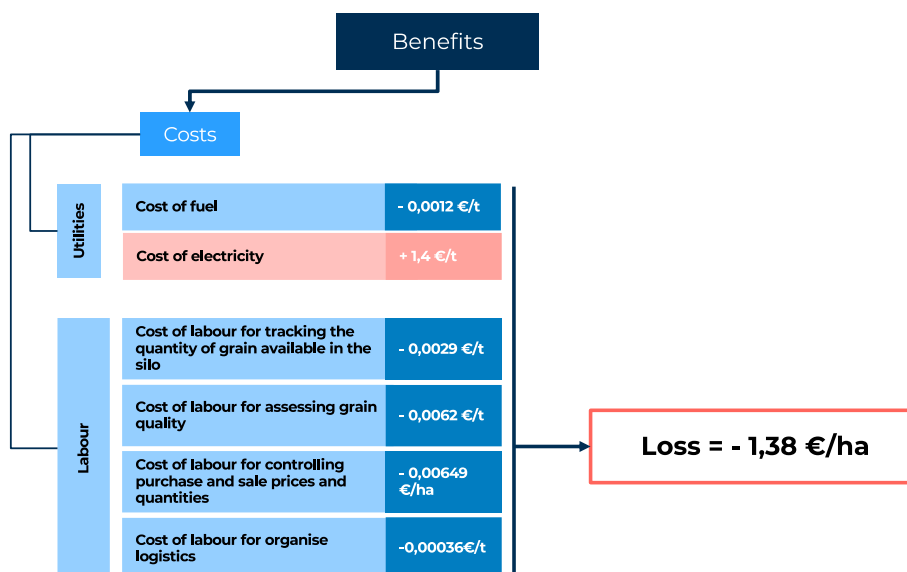 Benefits
Costs
Utilities
Cost of fuel
- 0,0012 €/t
Cost of electricity
+ 1,4 €/t
Labour
Cost of labour for tracking the
quantity of grain available in the
silo
- 0,0029 €/t
Cost of labour for assessing grain
quality
- 0,0062 €/t
Cost of labour for controlling
purchase and sale prices and
quantities
- 0,00649
€/ha
Cost of labour for organise
logistics
-0,00036€/t
Loss = - 1,38 €/ha